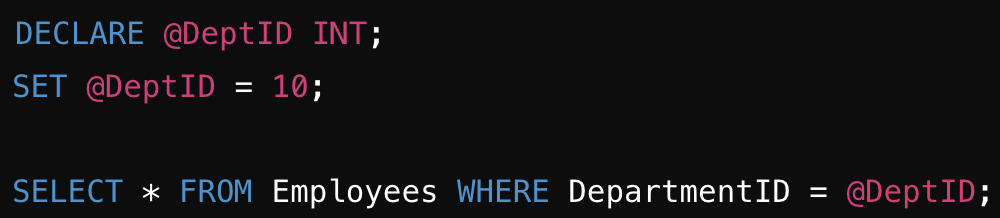 DECLARE @DeptID INT;
SET @DeptID = 10;
SELECT * FROM Employees WHERE DepartmentID = @DeptID;